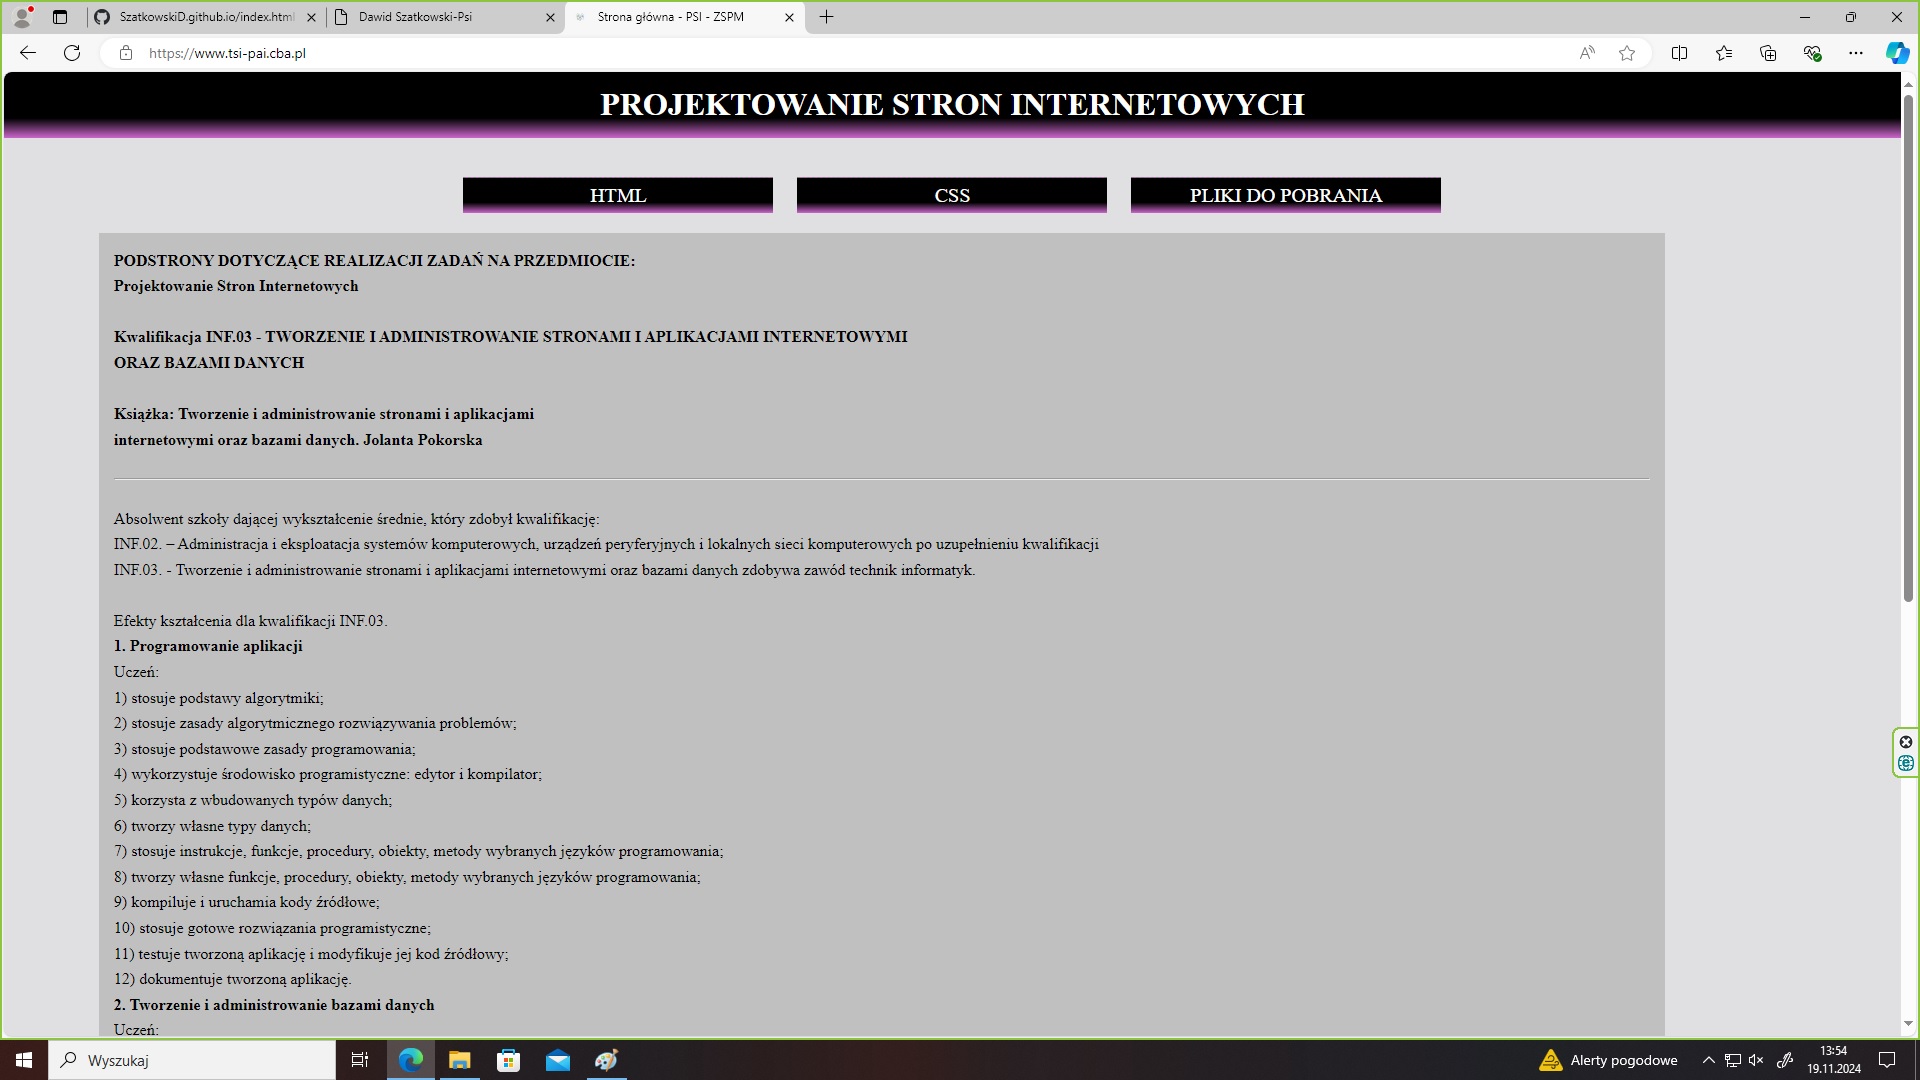 SzatkowskiD.github.io/index.html
Dawid Szatkowski-Psi
Strona główna - PSI - ZSPM
https://www.tsi-pai.cba.pl
PROJEKTOWANIE STRON INTERNETOWYCH
HTML
CSS
PLIKI DO POBRANIA
PODSTRONY DOTYCZĄCE REALIZACJI ZADAŃ NA PRZEDMIOCIE:
Projektowanie Stron Internetowych
Kwalifikacja INF.03 - TWORZENIE I ADMINISTROWANIE STRONAMI I APLIKACJAMI INTERNETOWYMI
ORAZ BAZAMI DANYCH
Książka: Tworzenie i administrowanie stronami i aplikacjami
internetowymi oraz bazami danych. Jolanta Pokorska
Absolwent szkoły dającej wykształcenie średnie, który zdobył kwalifikację:
INF.02. – Administracja i eksploatacja systemów komputerowych, urządzeń peryferyjnych i lokalnych sieci komputerowych po uzupełnieniu kwalifikacji
INF.03. - Tworzenie i administrowanie stronami i aplikacjami internetowymi oraz bazami danych zdobywa zawód technik informatyk.
Efekty kształcenia dla kwalifikacji INF.03.
1. Programowanie aplikacji
Uczeń:
1) stosuje podstawy algorytmiki;
2) stosuje zasady algorytmicznego rozwiązywania problemów;
3) stosuje podstawowe zasady programowania;
4) wykorzystuje środowisko programistyczne: edytor i kompilator;
5) korzysta z wbudowanych typów danych;
6) tworzy własne typy danych;
7) stosuje instrukcje, funkcje, procedury, obiekty, metody wybranych języków programowania;
8) tworzy własne funkcje, procedury, obiekty, metody wybranych języków programowania;
9) kompiluje i uruchamia kody źródłowe;
10) stosuje gotowe rozwiązania programistyczne;
11) testuje tworzoną aplikację i modyfikuje jej kod źródłowy;
12) dokumentuje tworzoną aplikację.
2. Tworzenie i administrowanie bazami danych
Uczeń:
Wyszukaj
Alerty pogodowe
13:54
19.11.2024